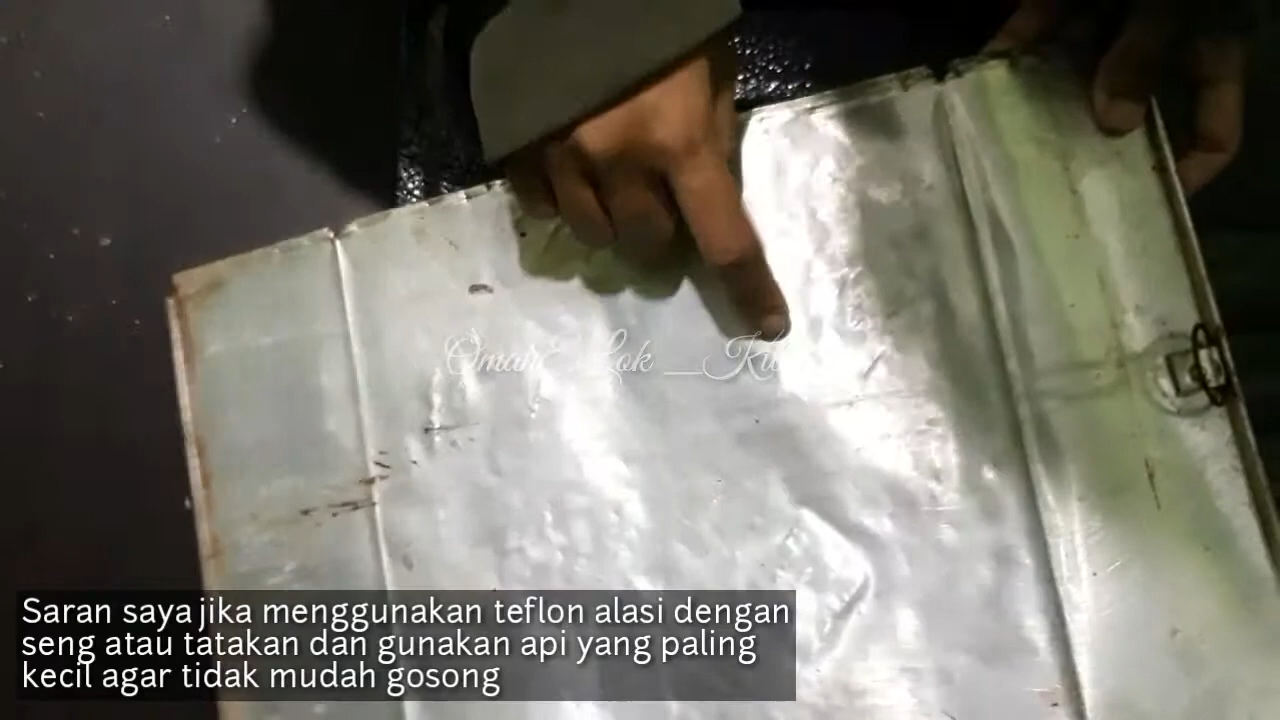 Saran saya jika menggunakan teflon alasi dengan
seng atau tatakan dan gunakan api yang paling
kecil agar tidak mudah gosong